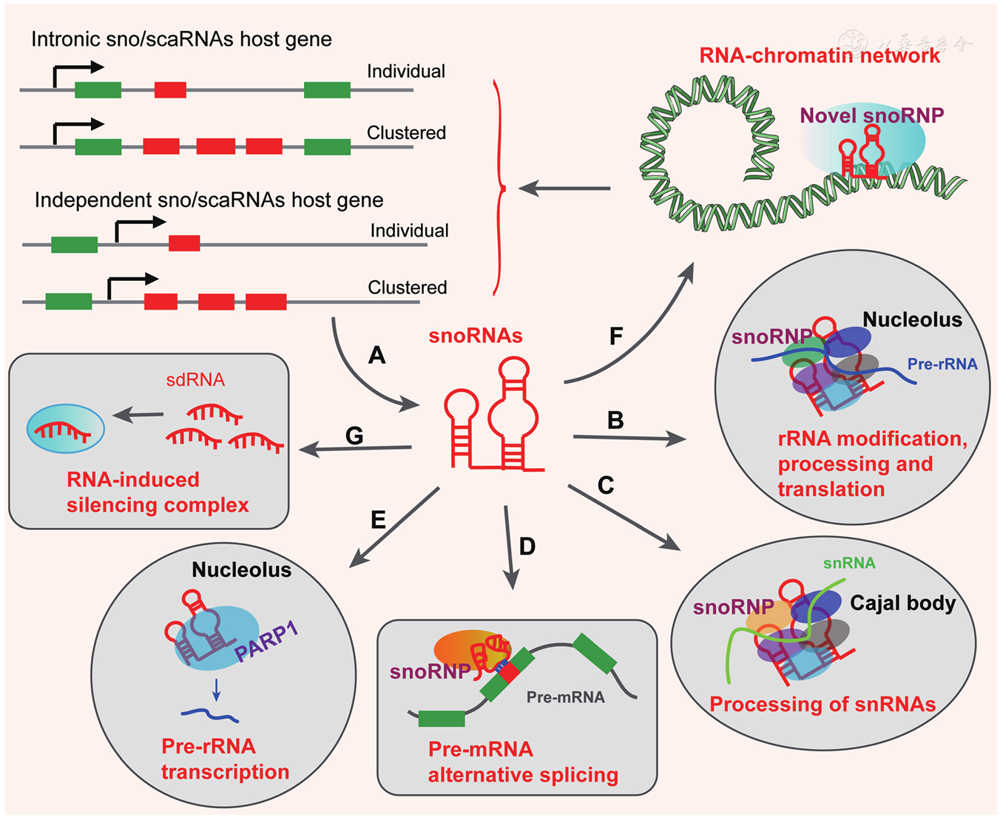 Intronic sno/scaRNAs host gene
Individual
Clustered
Independent sno/scaRNAs host gene
Individual
Clustered
RNA-chromatin network
Novel snoRNP
snoRNAs
A
F
B
G
C
E
D
Nucleolus
snoRNP
Pre-rRNA
rRNA modification,
processing and
translation
sdRNA
RNA-induced
silencing complex
Nucleolus
PARP1
Pre-rRNA
transcription
snoRNP
Pre-mRNA
Pre-mRNA
alternative splicing
snRNA
snoRNP
Cajal body
Processing of snRNAs